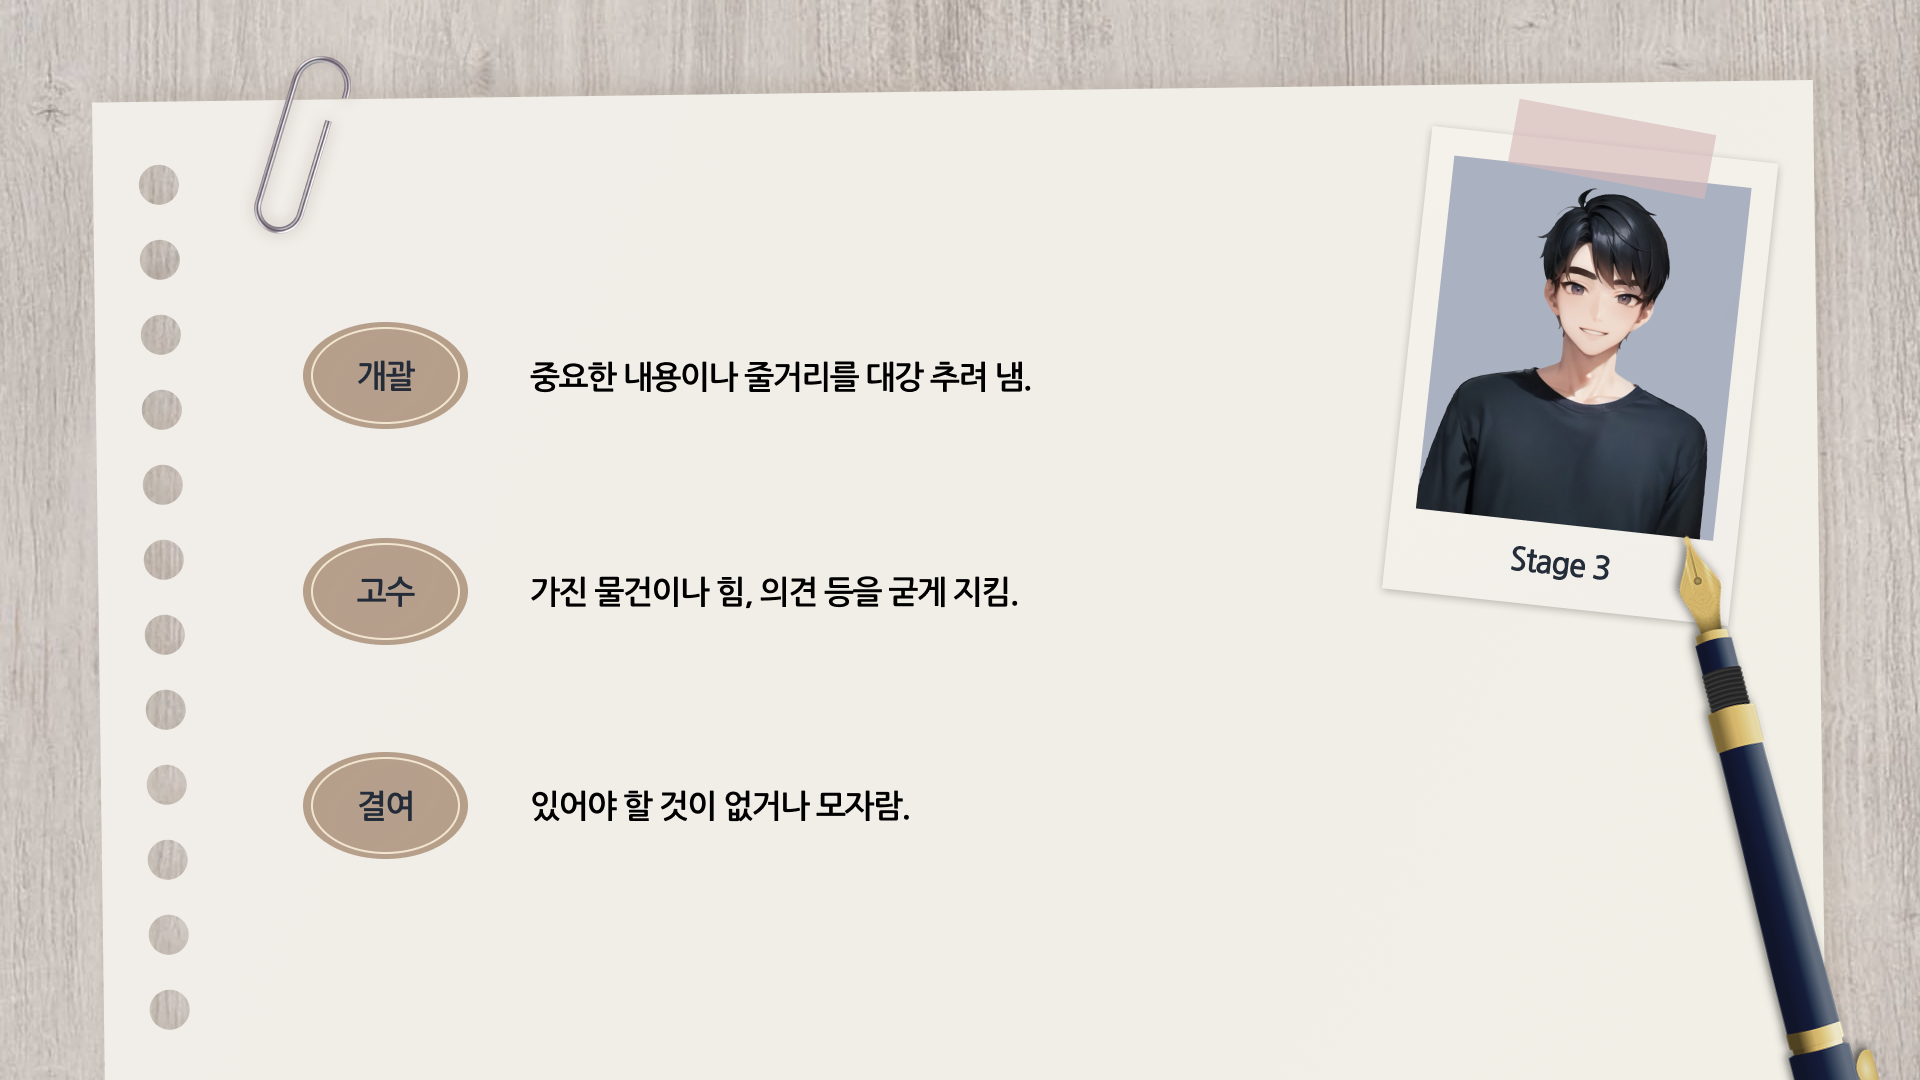 개괄 중요한 내용이나 줄거리를 대강 추려 냄.
고수 가진 물건이나 힘, 의견 등을 굳게 지킴.
Stage 3
결여 있어야 할 것이 없거나 모자람.